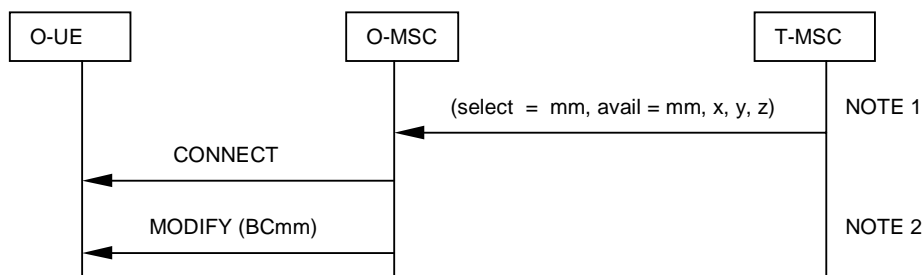 O-UE
O-MSC
T-MSC
(select = mm, avail = mm, x, y, z)
NOTE 1
CONNECT
MODIFY (BCmm)
NOTE 2